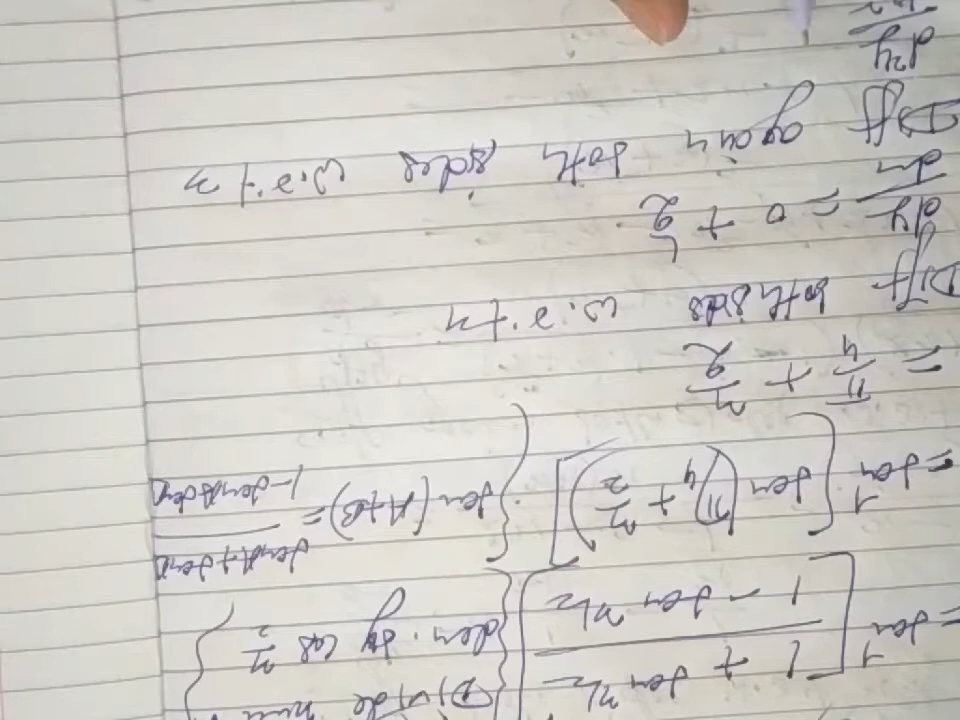 { Divide num
den. by cos x/2 }
= tan⁻¹ [ (1 + tan x/2) / (1 - tan x/2) ]
= tan⁻¹ { tan (π/4 + x/2) } { tan (A+B) = (tanA + tanB) / (1 - tanA tanB)
= π/4 + x/2
Diff both sides w.r.t x
dy/dx = 0 + 1/2
Diff again both sides w.r.t x